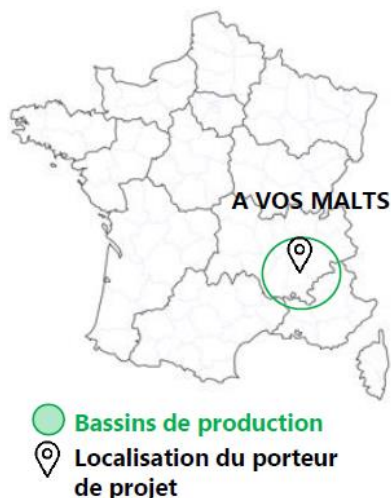 A VOS MALTS
Bassins de production
Localisation du porteur
de projet